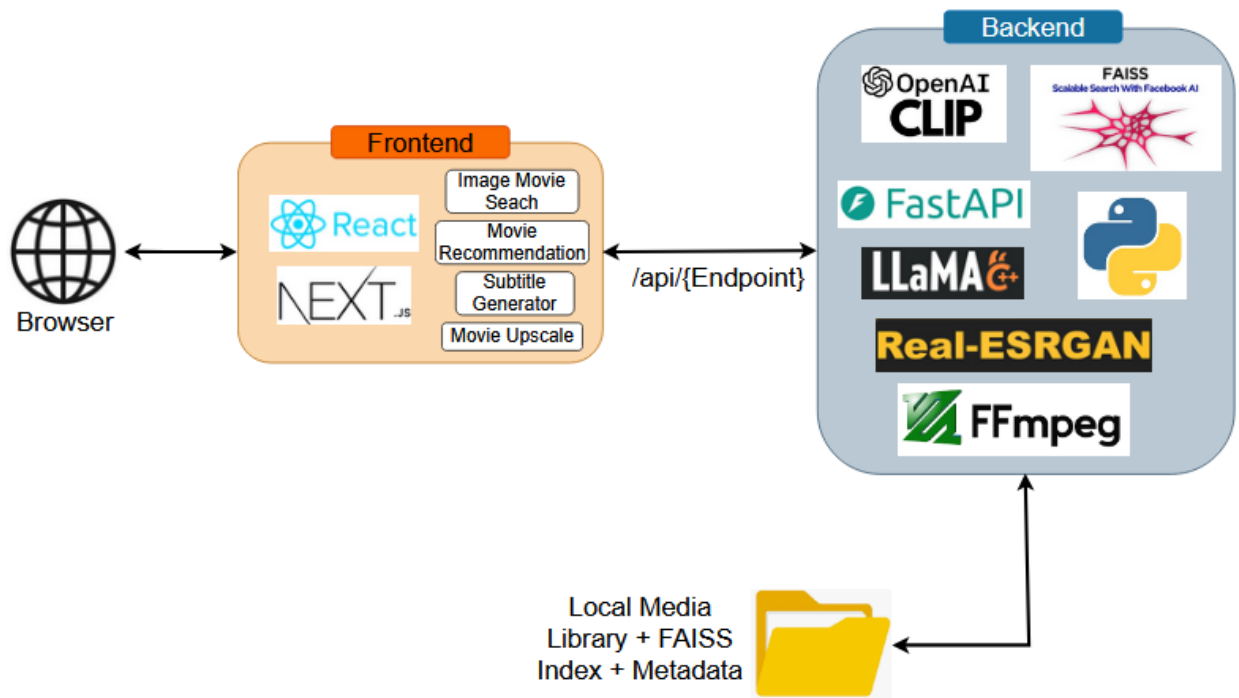 Backend
OpenAI
CLIP
FAISS
Scalable Search With Facebook AI
Frontend
React
NEXT.JS
Image Movie
Seach
Movie
Recommendation
Subtitle
Generator
Movie Upscale
Browser
/api/{Endpoint}
FastAPI
LLaMA C++
Real-ESRGAN
FFmpeg
Local Media
Library + FAISS
Index + Metadata